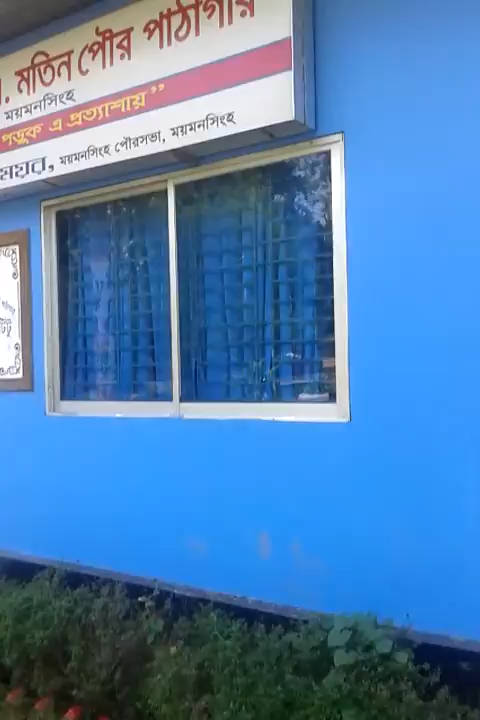 . মতিন পৌর পাঠাগার
ময়মনসিংহ
পড়ুক এ প্রত্যাশায়”
মেয়র, ময়মনসিংহ পৌরসভা, ময়মনসিংহ